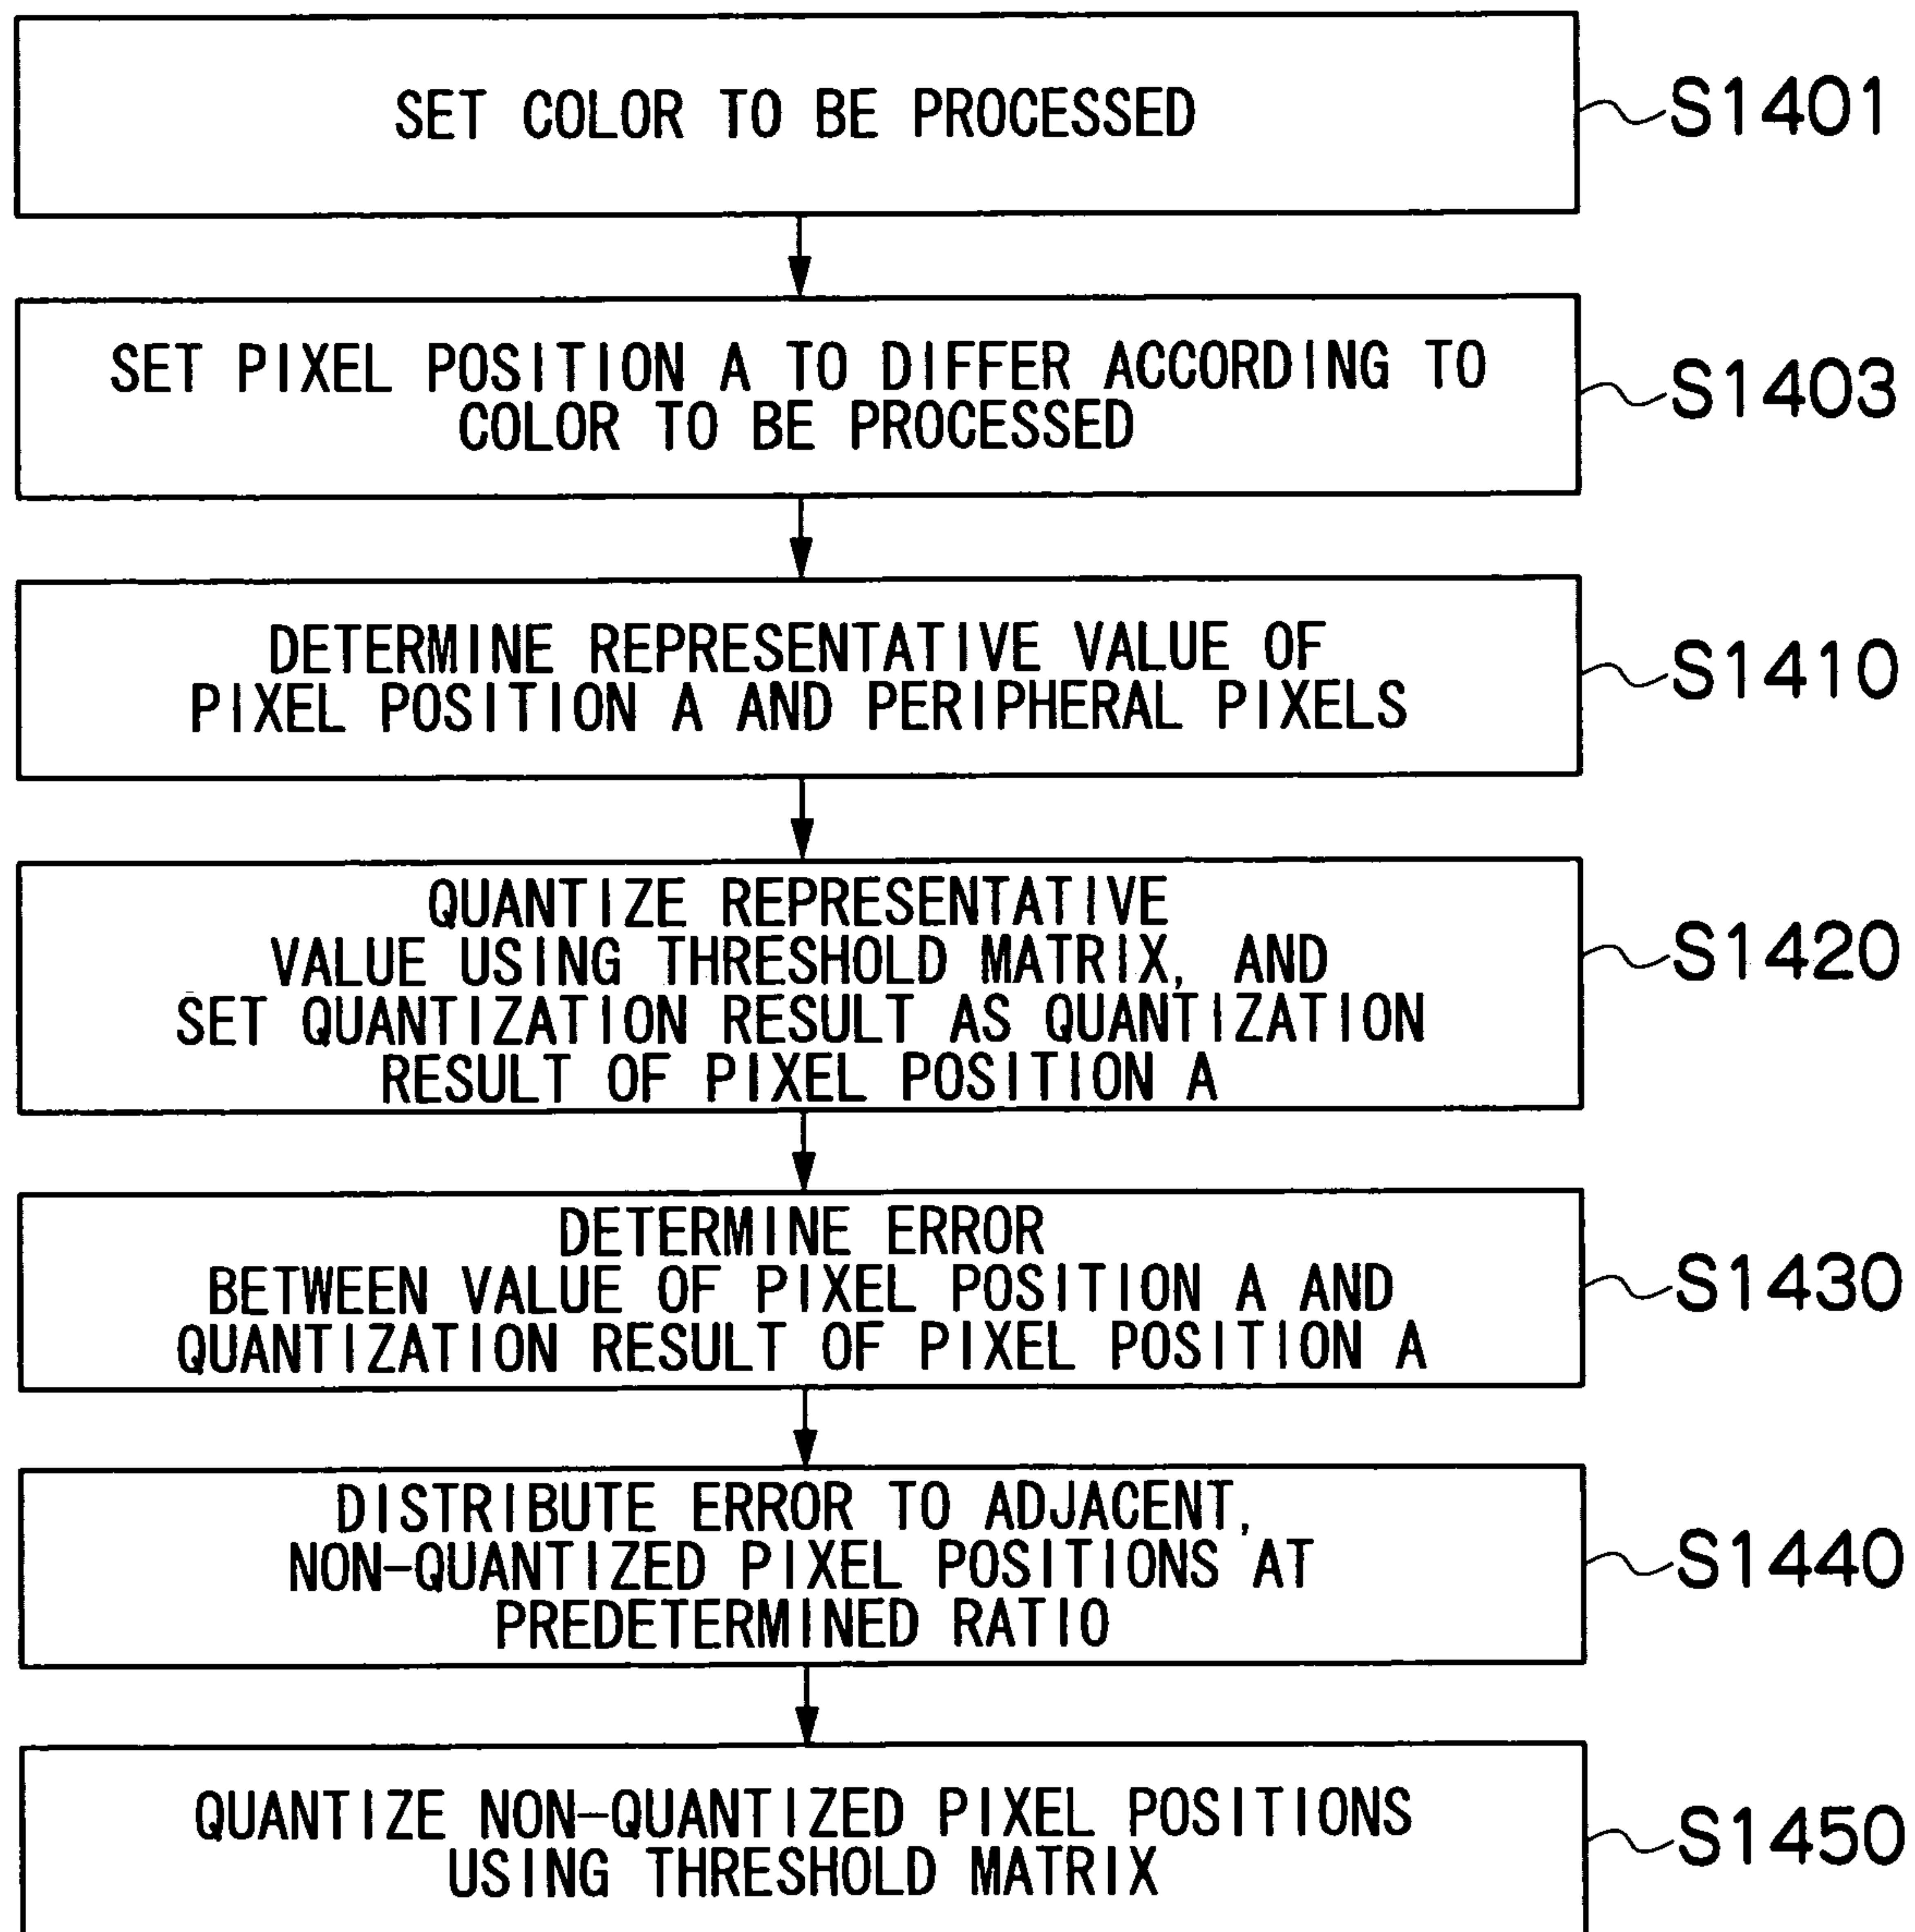 SET COLOR TO BE PROCESSED
S1401
SET PIXEL POSITION A TO DIFFER ACCORDING TO
COLOR TO BE PROCESSED
S1403
DETERMINE REPRESENTATIVE VALUE OF
PIXEL POSITION A AND PERIPHERAL PIXELS
S1410
QUANTIZE REPRESENTATIVE
VALUE USING THRESHOLD MATRIX, AND
SET QUANTIZATION RESULT AS QUANTIZATION
RESULT OF PIXEL POSITION A
S1420
DETERMINE ERROR
BETWEEN VALUE OF PIXEL POSITION A AND
QUANTIZATION RESULT OF PIXEL POSITION A
S1430
DISTRIBUTE ERROR TO ADJACENT,
NON-QUANTIZED PIXEL POSITIONS AT
PREDETERMINED RATIO
S1440
QUANTIZE NON-QUANTIZED PIXEL POSITIONS
USING THRESHOLD MATRIX
S1450